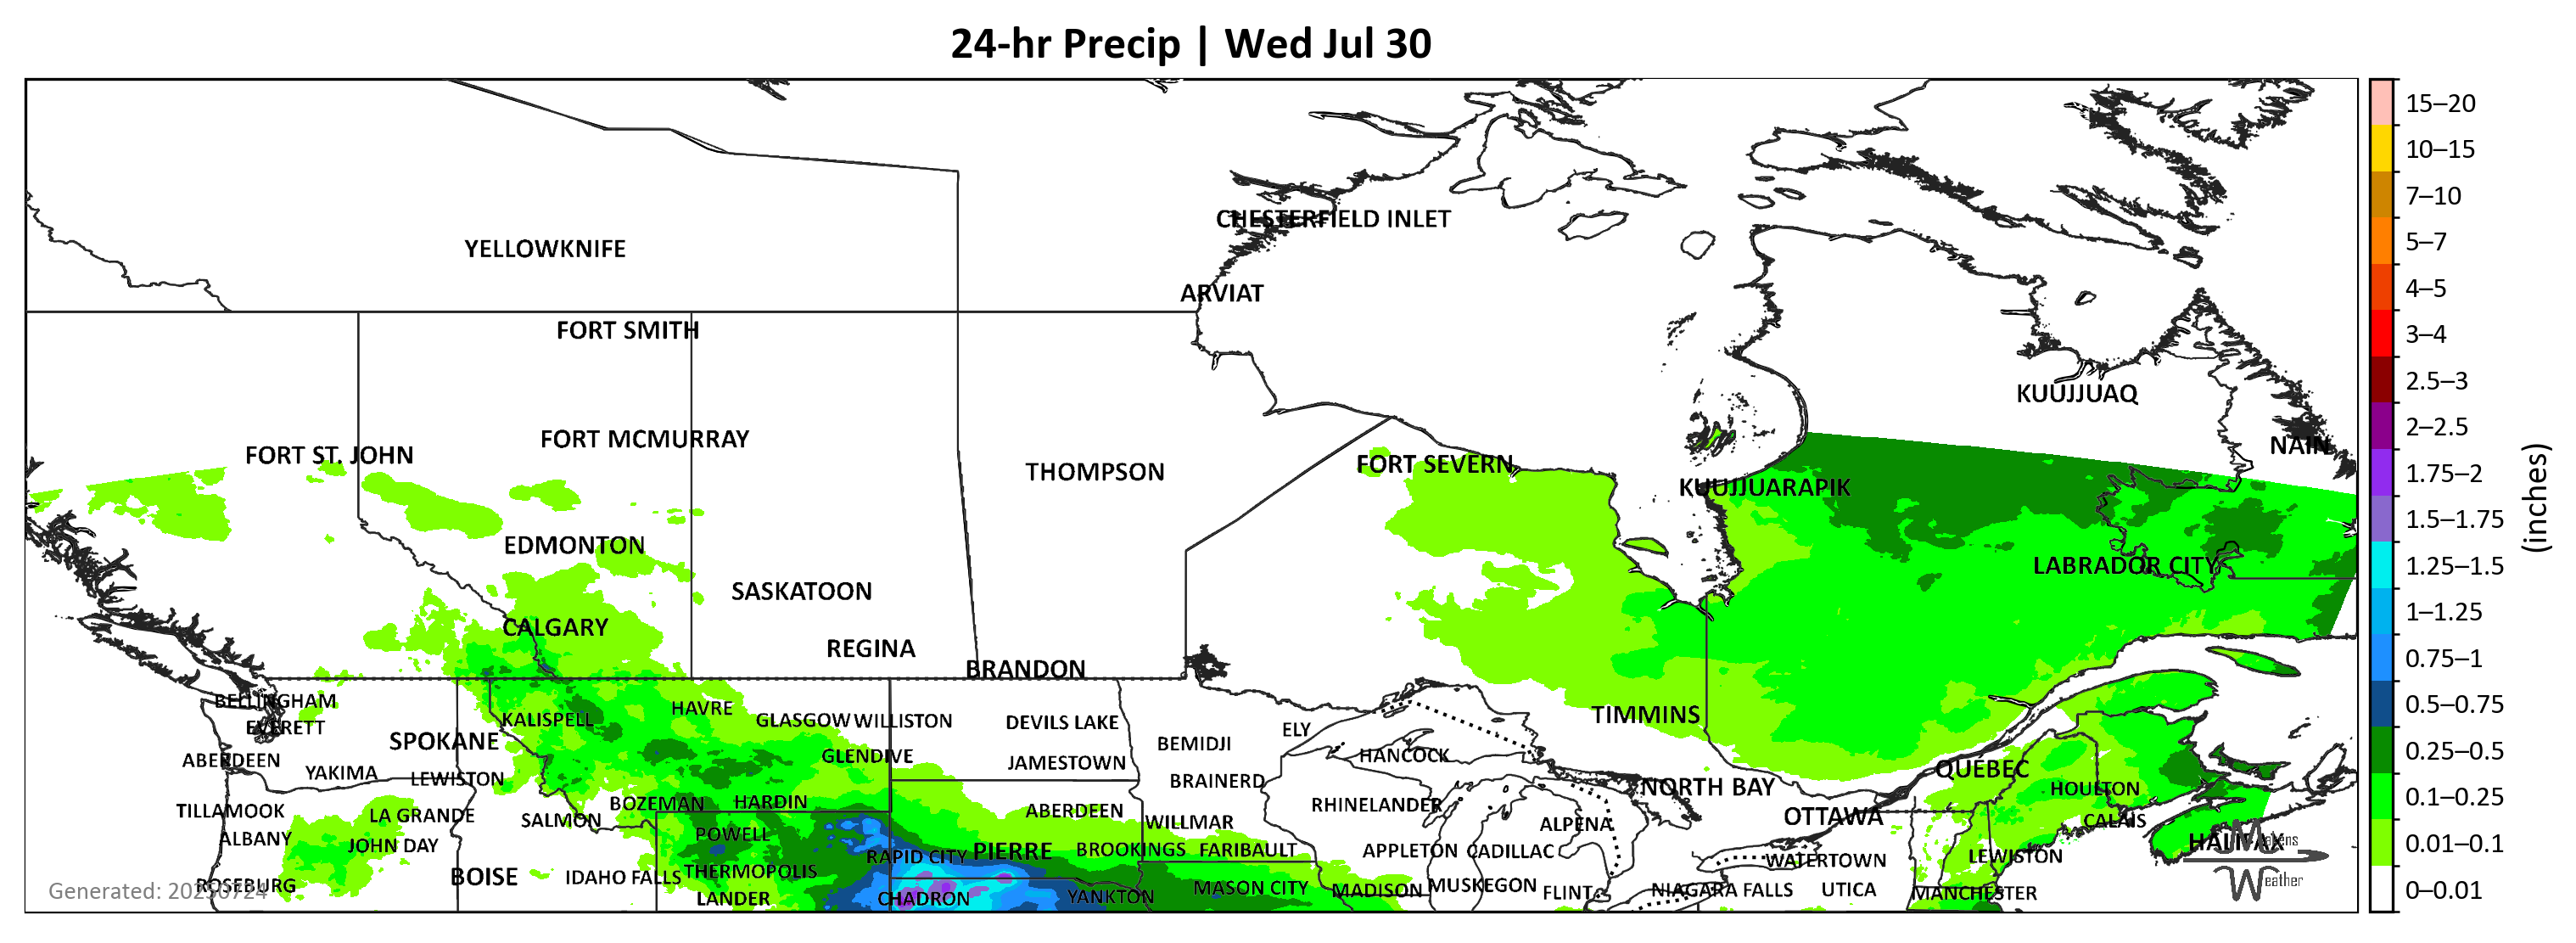 24-hr Precip | Wed Jul 30
CHESTERFIELD INLET
YELLOWKNIFE
ARVIAT
FORT SMITH
KUUJJUAQ
FORT MCMURRAY
NAIN
FORT ST. JOHN
FORT SEVERN
THOMPSON
KUUJJUARAPIK
EDMONTON
LABRADOR CITY
SASKATOON
CALGARY
REGINA
BRANDON
BELLINGHAM
HAVRE
TIMMINS
KALISPELL
GLASGOW
WILLISTON
DEVILS LAKE
EVERETT
ELY
SPOKANE
BEMIDJI
HANCOCK
GLENDIVE
ABERDEEN
JAMESTOWN
QUÉBEC
YAKIMA
LEWISTON
BRAINERD
NORTH BAY
HOULTON
BOZEMAN
HARDIN
RHINELANDER
TILLAMOOK
LA GRANDE
ABERDEEN
OTTAWA
SALMON
WILLMAR
CALAIS
ALPENA
POWELL
ALBANY
JOHN DAY
HALIFAX
Mcavens
Weather
RAPID CITY
PIERRE
BROOKINGS
FARIBAULT
APPLETON
CADILLAC
WATERTOWN
LEWISTON
THERMOPOLIS
BOISE
IDAHO FALLS
ROSEBURG
Generated: 20250724
MASON CITY
MADISON
MUSKEGON
FLINT
NIAGARA FALLS
UTICA
MANCHESTER
LANDER
CHADRON
YANKTON
15–20
10–15
7–10
5–7
4–5
3–4
2.5–3
2–2.5
1.75–2
1.5–1.75
1.25–1.5
1–1.25
0.75–1
0.5–0.75
0.25–0.5
0.1–0.25
0.01–0.1
0–0.01
(inches)